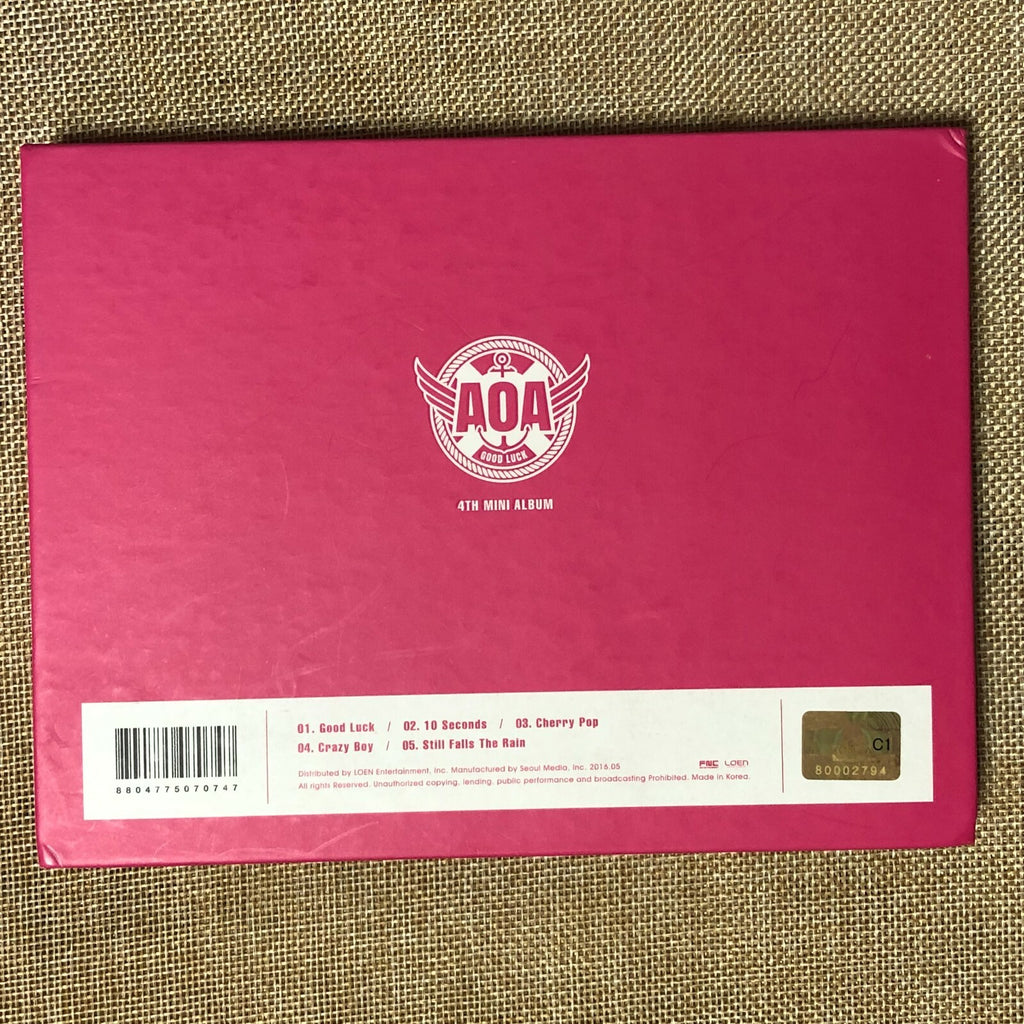 AOA
GOOD LUCK
4TH MINI ALBUM
01. Good Luck / 02. 10 Seconds / 03. Cherry Pop
04. Crazy Boy / 05. Still Falls The Rain
Distributed by LOEN Entertainment, Inc. Manufactured by Seoul Media, Inc. 2016.05
All rights Reserved. Unauthorized copying, lending, public performance and broadcasting Prohibited. Made in Korea.
FNC LOEN
8804775070747
C1
80002794